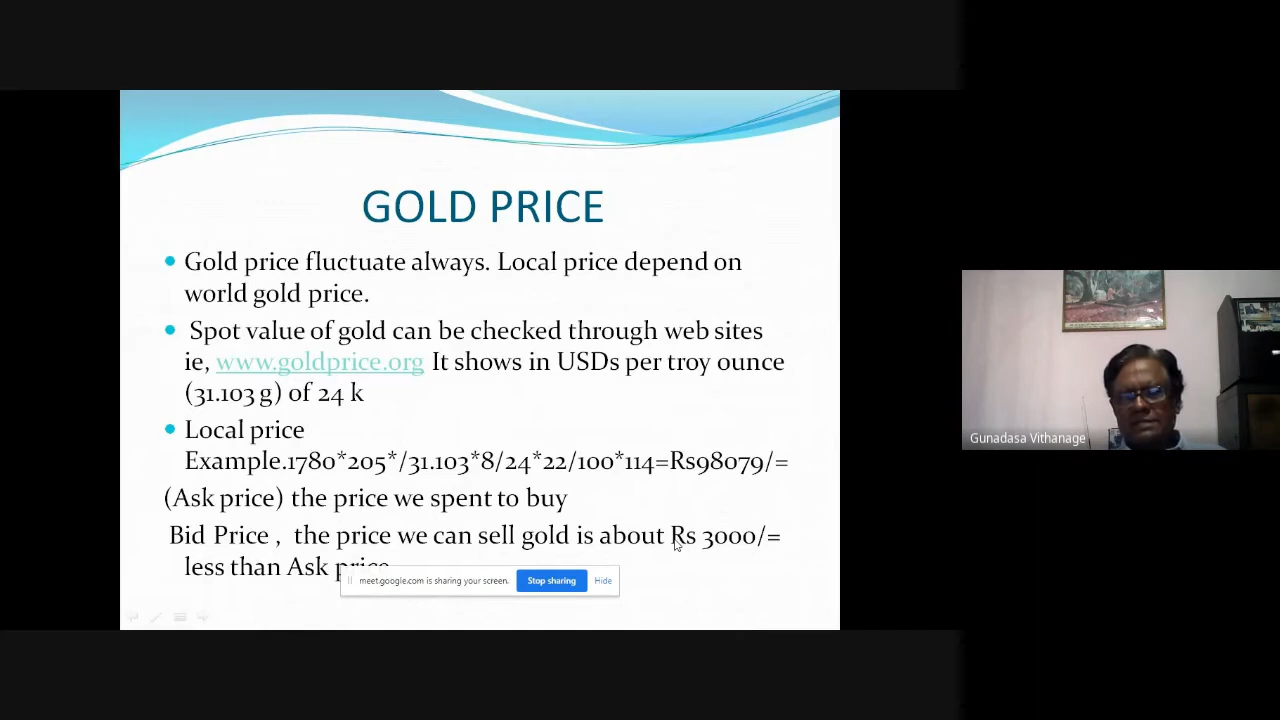 GOLD PRICE
Gold price fluctuate always. Local price depend on
world gold price.
Spot value of gold can be checked through web sites
ie, www.goldprice.org It shows in USDs per troy ounce
(31.103 g) of 24 k
Local price
Example.1780*205*/31.103*8/24*22/100*114=Rs98079/=
(Ask price) the price we spent to buy
Bid Price , the price we can sell gold is about Rs 3000/=
less than Ask price
meet.google.com is sharing your screen. Stop sharing Hide
Gunadasa Vithanage